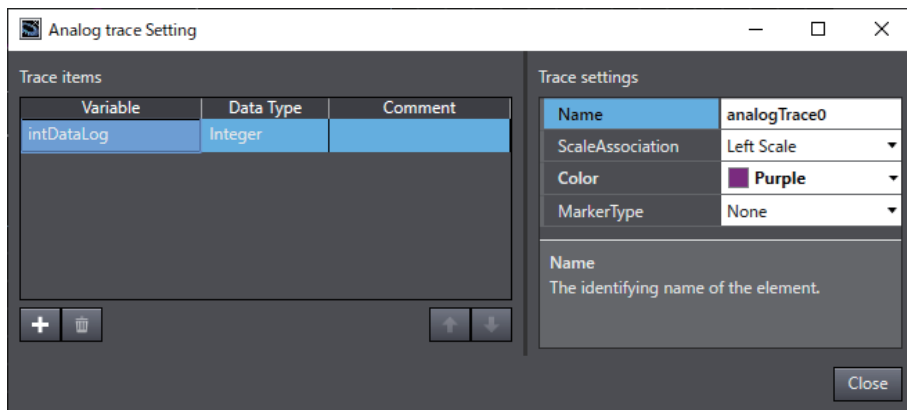 Analog trace Setting
Trace items
Variable Data Type Comment
intDataLog Integer
Trace settings
Name analogTrace0
ScaleAssociation Left Scale
Color Purple
MarkerType None
Name
The identifying name of the element.
Close